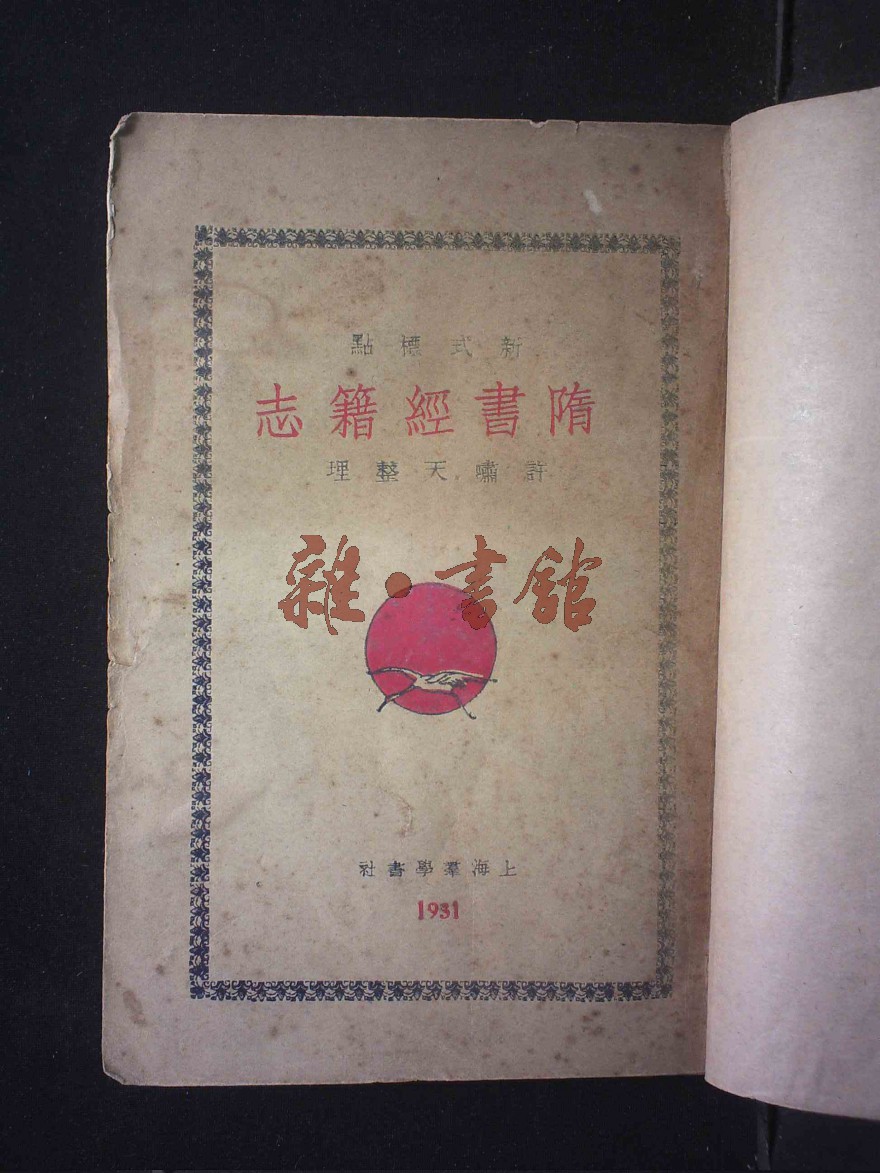 新式標點
隋書經籍志
許嘯天整理
雜·書舘
上海羣學書社
1931